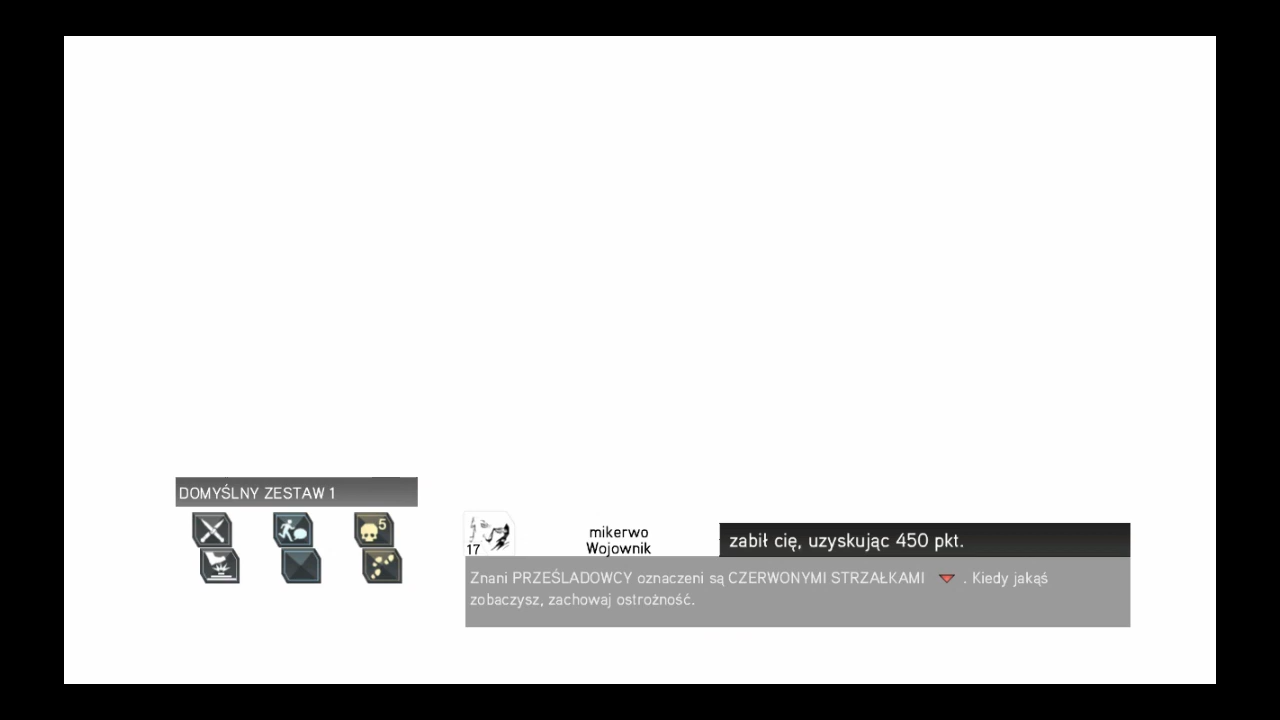 DOMYŚLNY ZESTAW 1
5
17
mikerwo
Wojownik
zabił cię, uzyskując 450 pkt.
Znani PRZEŚLADOWCY oznaczeni są CZERWONYMI STRZAŁKAMI . Kiedy jakąś
zobaczysz, zachowaj ostrożność.